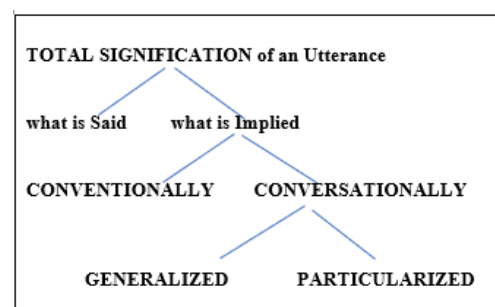 TOTAL SIGNIFICATION of an Utterance
what is Said what is Implied
CONVENTIONALLY CONVERSATIONALLY
GENERALIZED PARTICULARIZED